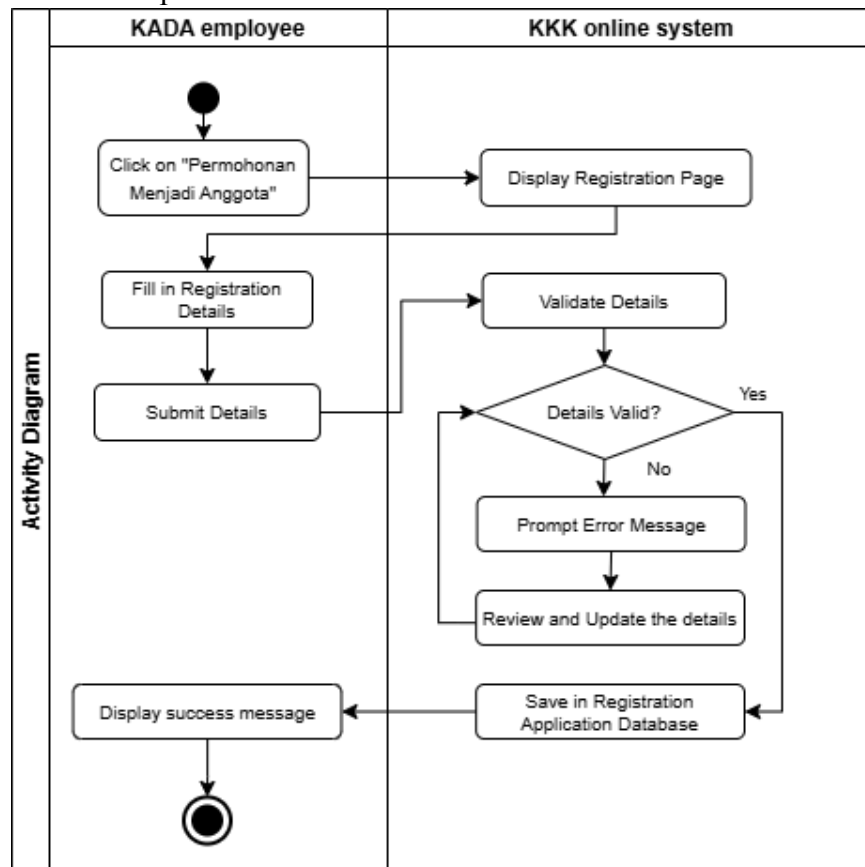 KADA employee
KKK online system
Activity Diagram
Click on "Permohonan
Menjadi Anggota"
Display Registration Page
Fill in Registration
Details
Validate Details
Submit Details
Details Valid?
Yes
No
Prompt Error Message
Review and Update the details
Save in Registration
Application Database
Display success message